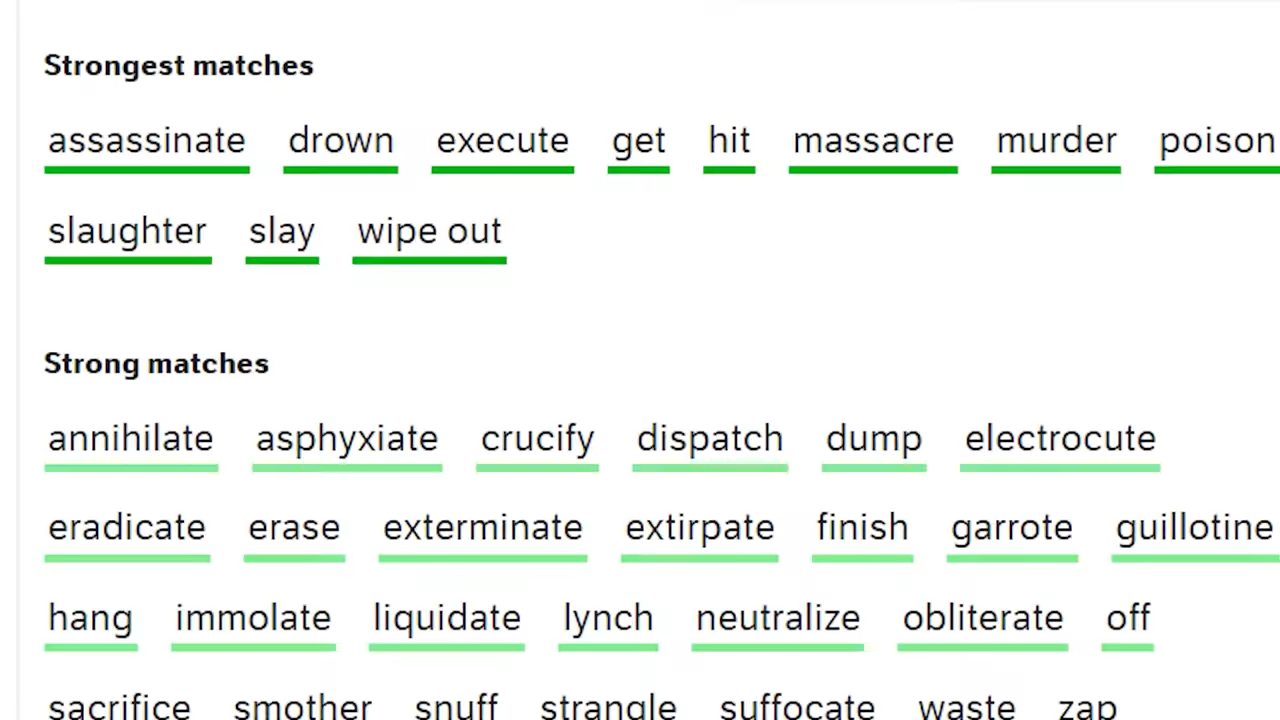 Strongest matches
assassinate drown execute get hit massacre murder poison
slaughter slay wipe out
Strong matches
annihilate asphyxiate crucify dispatch dump electrocute
eradicate erase exterminate extirpate finish garrote guillotine
hang immolate liquidate lynch neutralize obliterate off
sacrifice smother snuff strangle suffocate waste zap